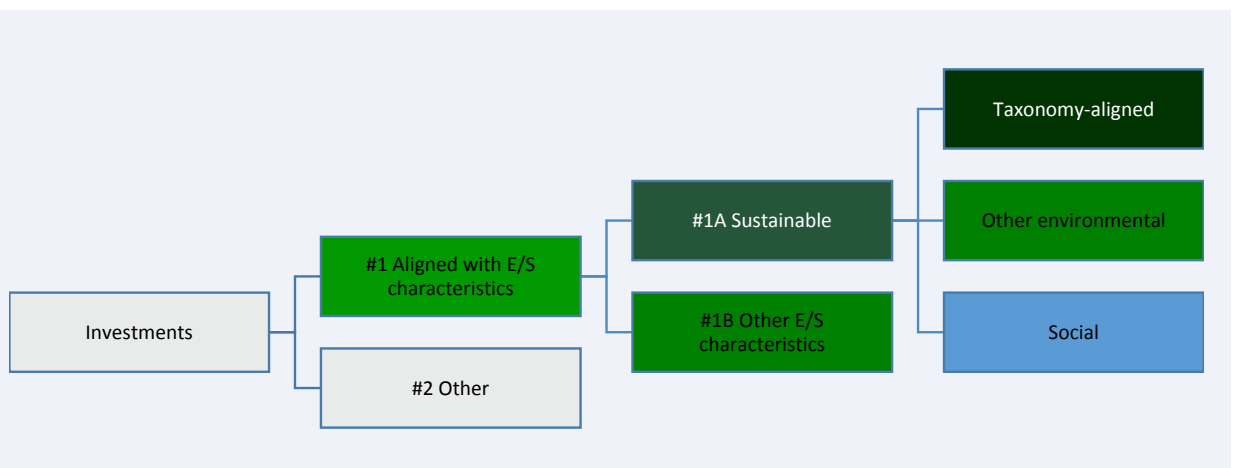 Taxonomy-aligned
#1A Sustainable
Other environmental
#1 Aligned with E/S
characteristics
Investments
#1B Other E/S
characteristics
Social
#2 Other